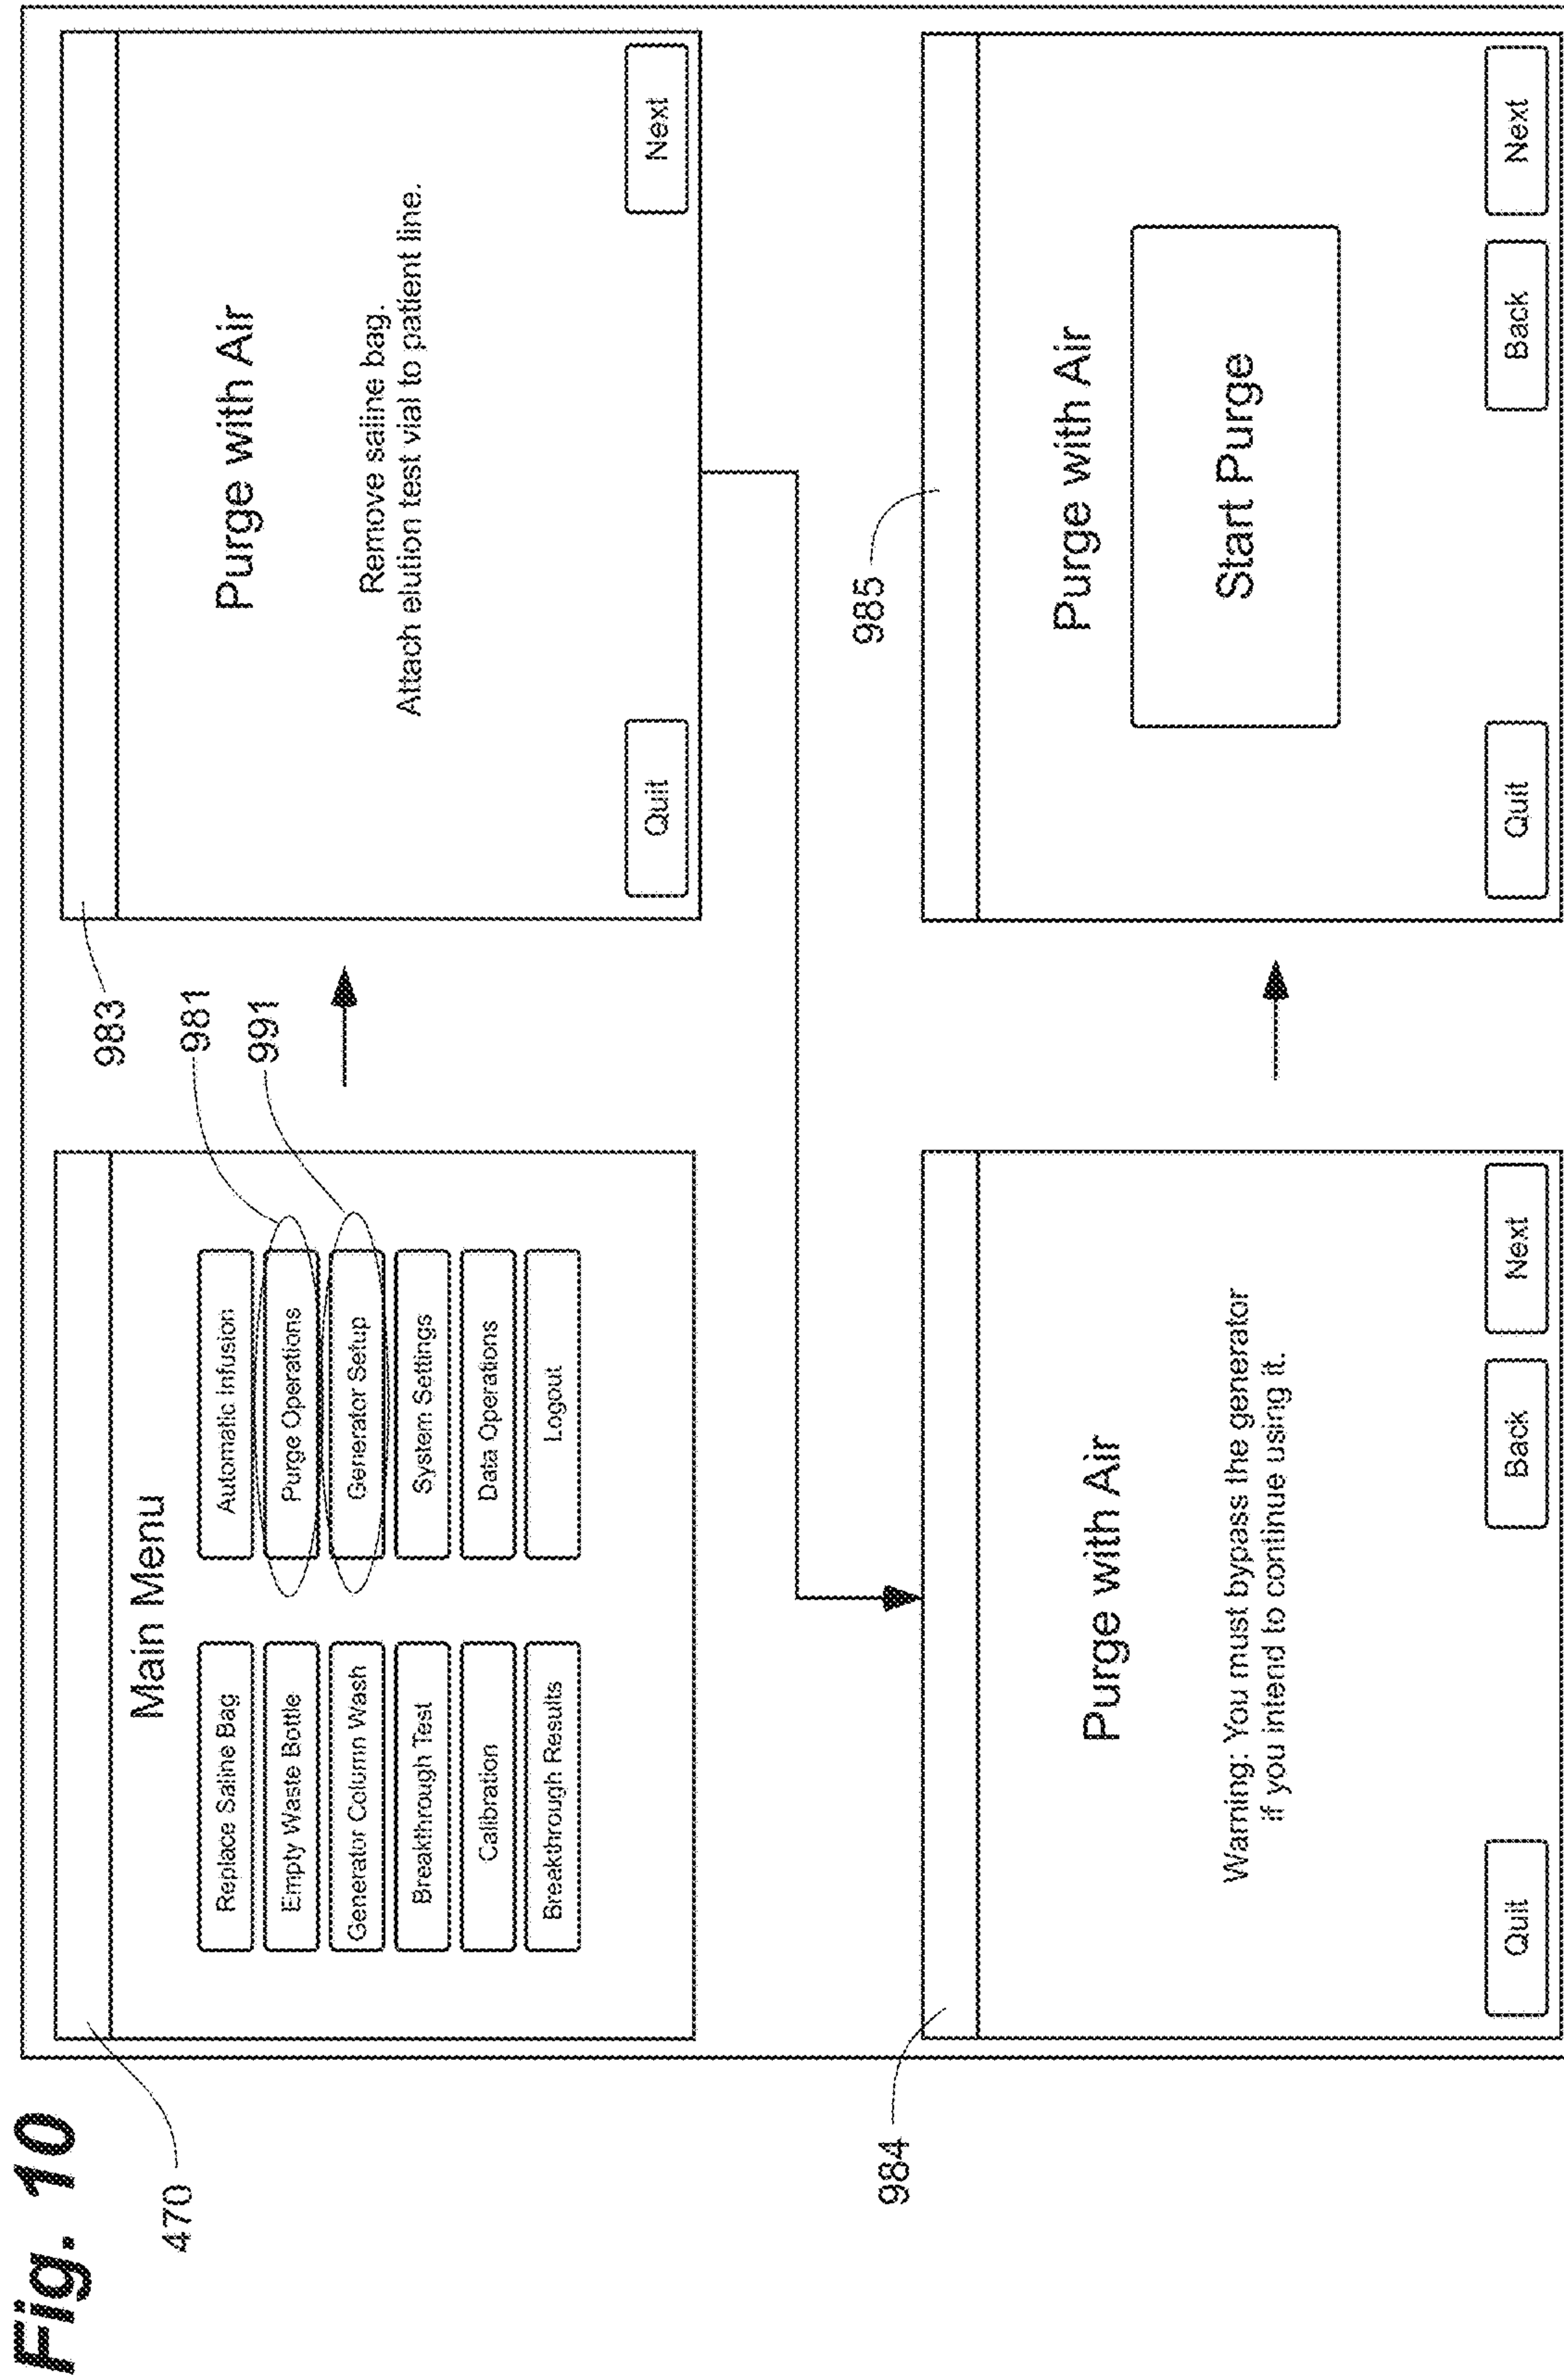 Fig. 10
470
Main Menu
Replace Saline Bag
Automatic Infusion
Empty Waste Bottle
Purge Operations
Generator Column Wash
Generator Setup
Breakthrough Test
System Settings
Calibration
Data Operations
Breakthrough Results
Logout
981
991
983
Purge with Air
Remove saline bag.
Attach elution test vial to patient line.
Quit
Next
984
Purge with Air
Warning: You must bypass the generator
if you intend to continue using it.
Quit
Back
Next
985
Purge with Air
Start Purge
Quit
Back
Next